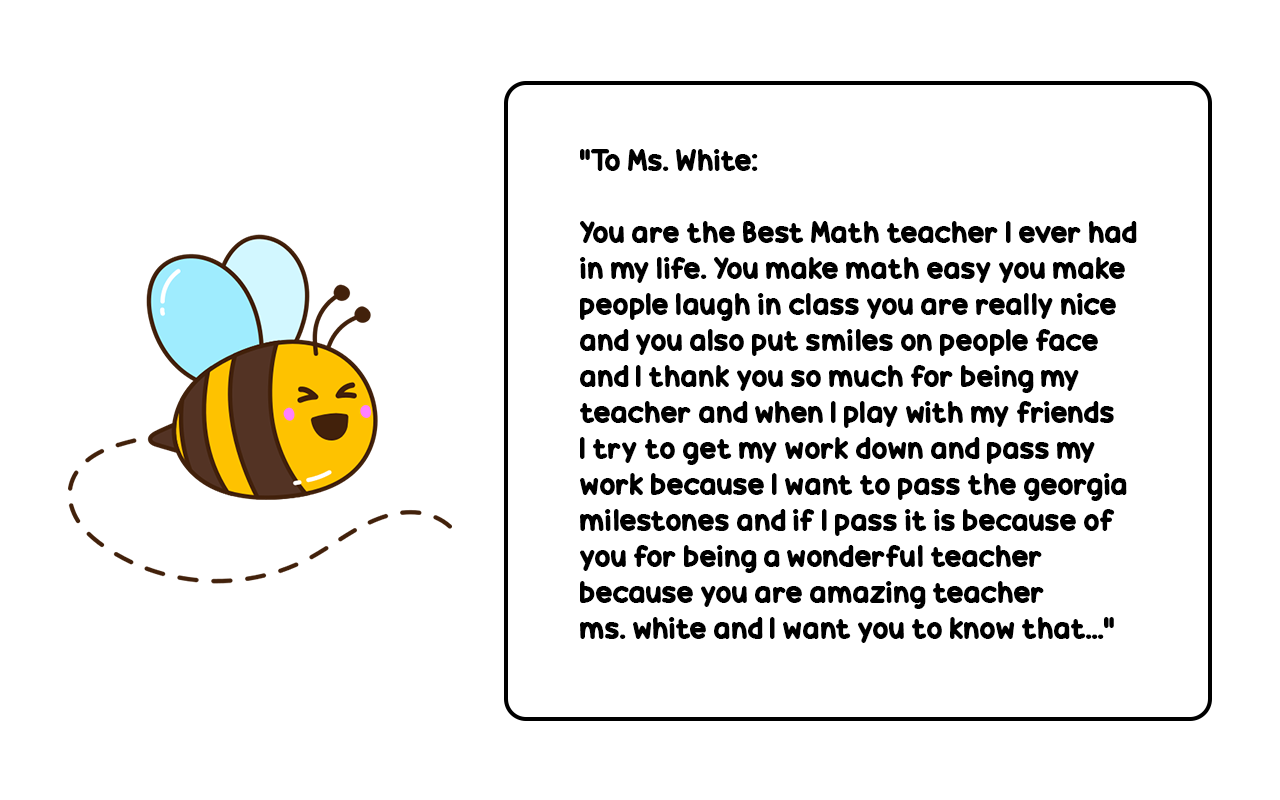 "To Ms. White:
You are the Best Math teacher I ever had
in my life. You make math easy you make
people laugh in class you are really nice
and you also put smiles on people face
and I thank you so much for being my
teacher and when I play with my friends
I try to get my work down and pass my
work because I want to pass the georgia
milestones and if I pass it is because of
you for being a wonderful teacher
because you are amazing teacher
ms. white and I want you to know that..."